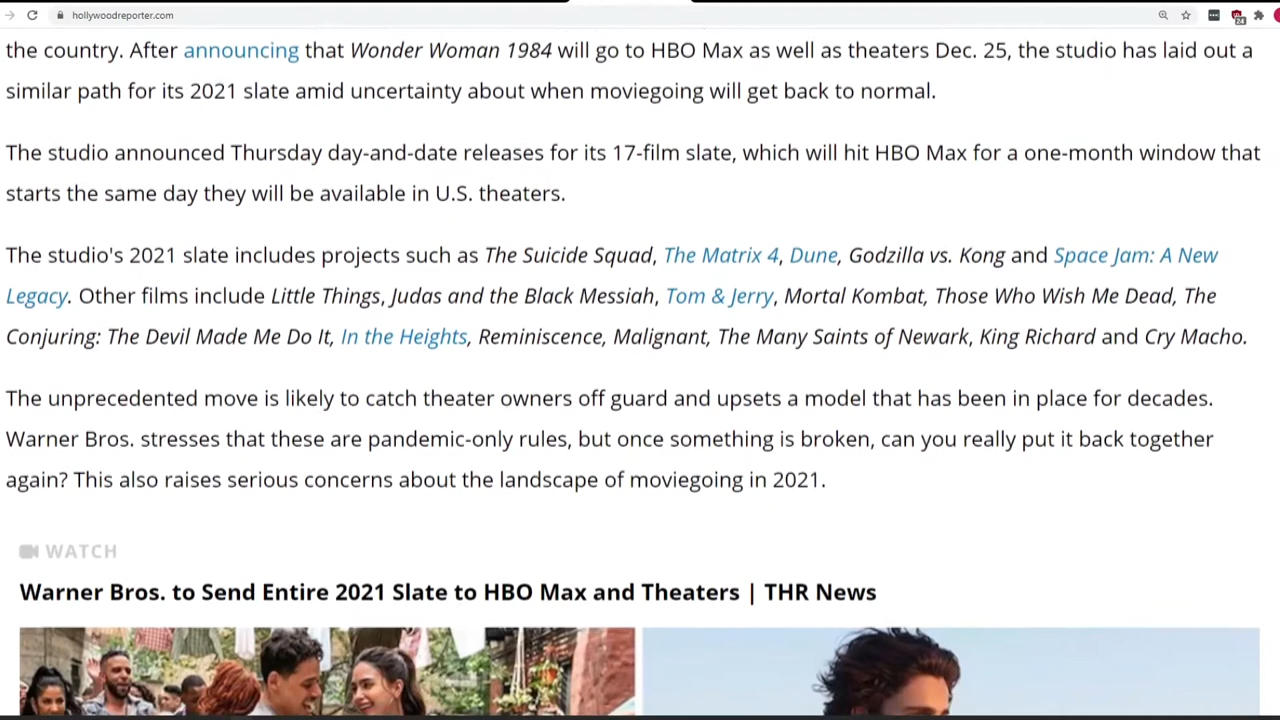 hollywoodreporter.com
24
the country. After announcing that Wonder Woman 1984 will go to HBO Max as well as theaters Dec. 25, the studio has laid out a
similar path for its 2021 slate amid uncertainty about when moviegoing will get back to normal.
The studio announced Thursday day-and-date releases for its 17-film slate, which will hit HBO Max for a one-month window that
starts the same day they will be available in U.S. theaters.
The studio's 2021 slate includes projects such as The Suicide Squad, The Matrix 4, Dune, Godzilla vs. Kong and Space Jam: A New
Legacy. Other films include Little Things, Judas and the Black Messiah, Tom & Jerry, Mortal Kombat, Those Who Wish Me Dead, The
Conjuring: The Devil Made Me Do It, In the Heights, Reminiscence, Malignant, The Many Saints of Newark, King Richard and Cry Macho.
The unprecedented move is likely to catch theater owners off guard and upsets a model that has been in place for decades.
Warner Bros. stresses that these are pandemic-only rules, but once something is broken, can you really put it back together
again? This also raises serious concerns about the landscape of moviegoing in 2021.
WATCH
Warner Bros. to Send Entire 2021 Slate to HBO Max and Theaters | THR News